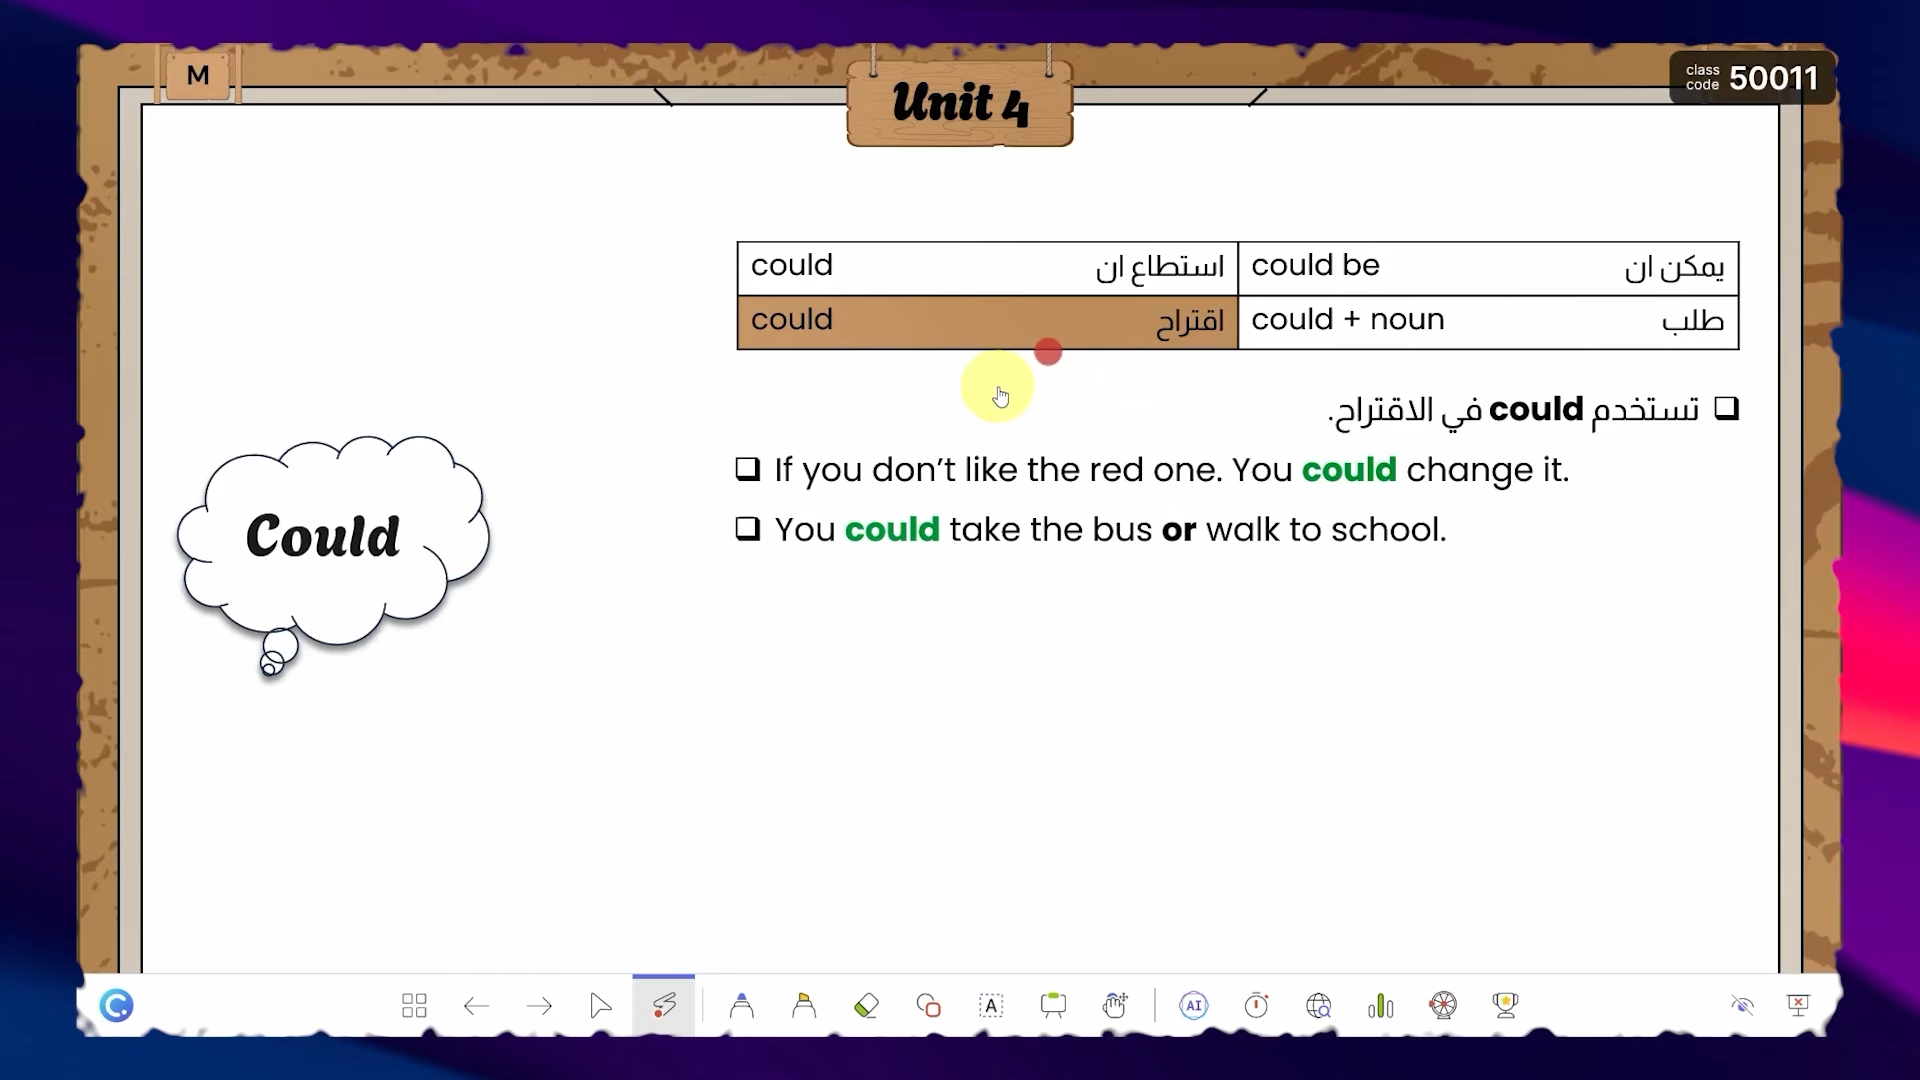 M
Unit 4
class code 50011
could استطاع ان could be يمكن ان
could اقتراح could + noun طلب
تستخدم could في الاقتراح.
If you don’t like the red one. You could change it.
You could take the bus or walk to school.
Could
A
AI